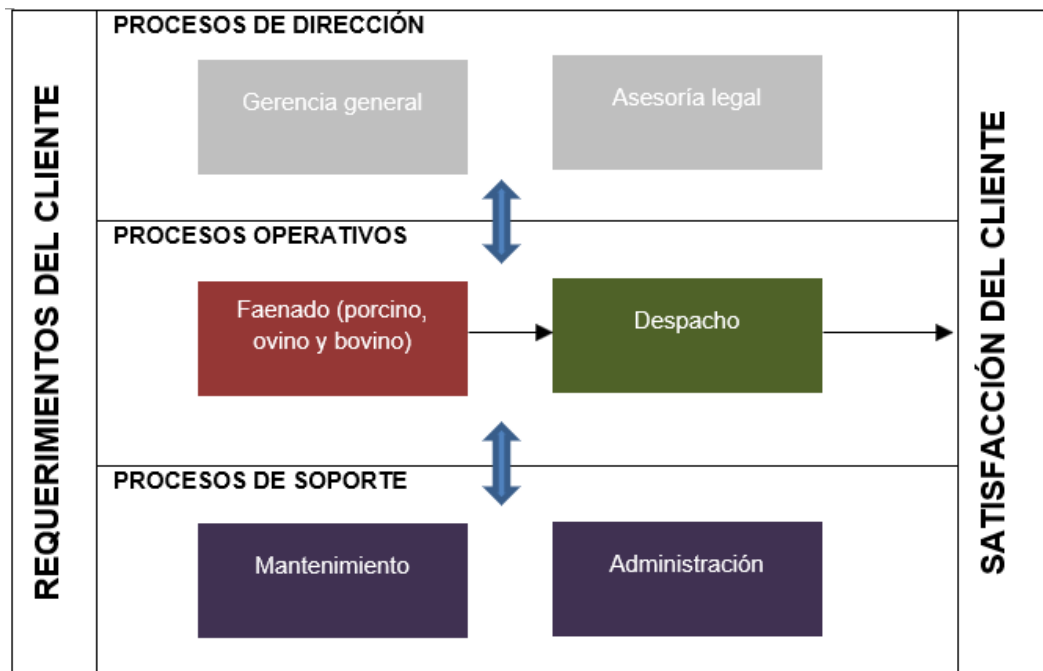 REQUERIMIENTOS DEL CLIENTE
PROCESOS DE DIRECCIÓN
Gerencia general
Asesoría legal
PROCESOS OPERATIVOS
Faenado (porcino,
ovino y bovino)
Despacho
PROCESOS DE SOPORTE
Mantenimiento
Administración
SATISFACCIÓN DEL CLIENTE